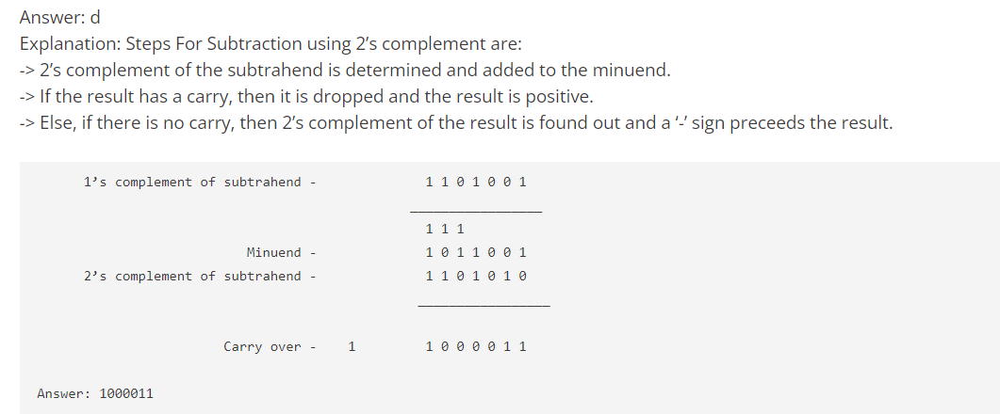 Answer: d
Explanation: Steps For Subtraction using 2’s complement are:
-> 2’s complement of the subtrahend is determined and added to the minuend.
-> If the result has a carry, then it is dropped and the result is positive.
-> Else, if there is no carry, then 2’s complement of the result is found out and a ‘-’ sign preceeds the result.
1’s complement of subtrahend - 1 1 0 1 0 0 1
1 1 1
Minuend - 1 0 1 1 0 0 1
2’s complement of subtrahend - 1 1 0 1 0 1 0
Carry over - 1 1 0 0 0 0 1 1
Answer: 1000011